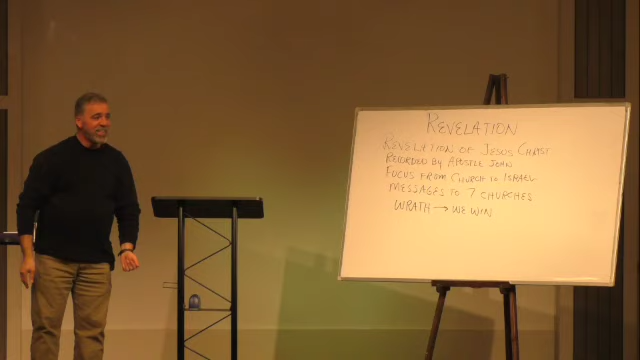 REVELATION
REVELATION OF JESUS CHRIST
RECORDED BY APOSTLE JOHN
FOCUS FROM CHURCH TO ISRAEL
MESSAGES TO 7 CHURCHES
WRATH → WE WIN